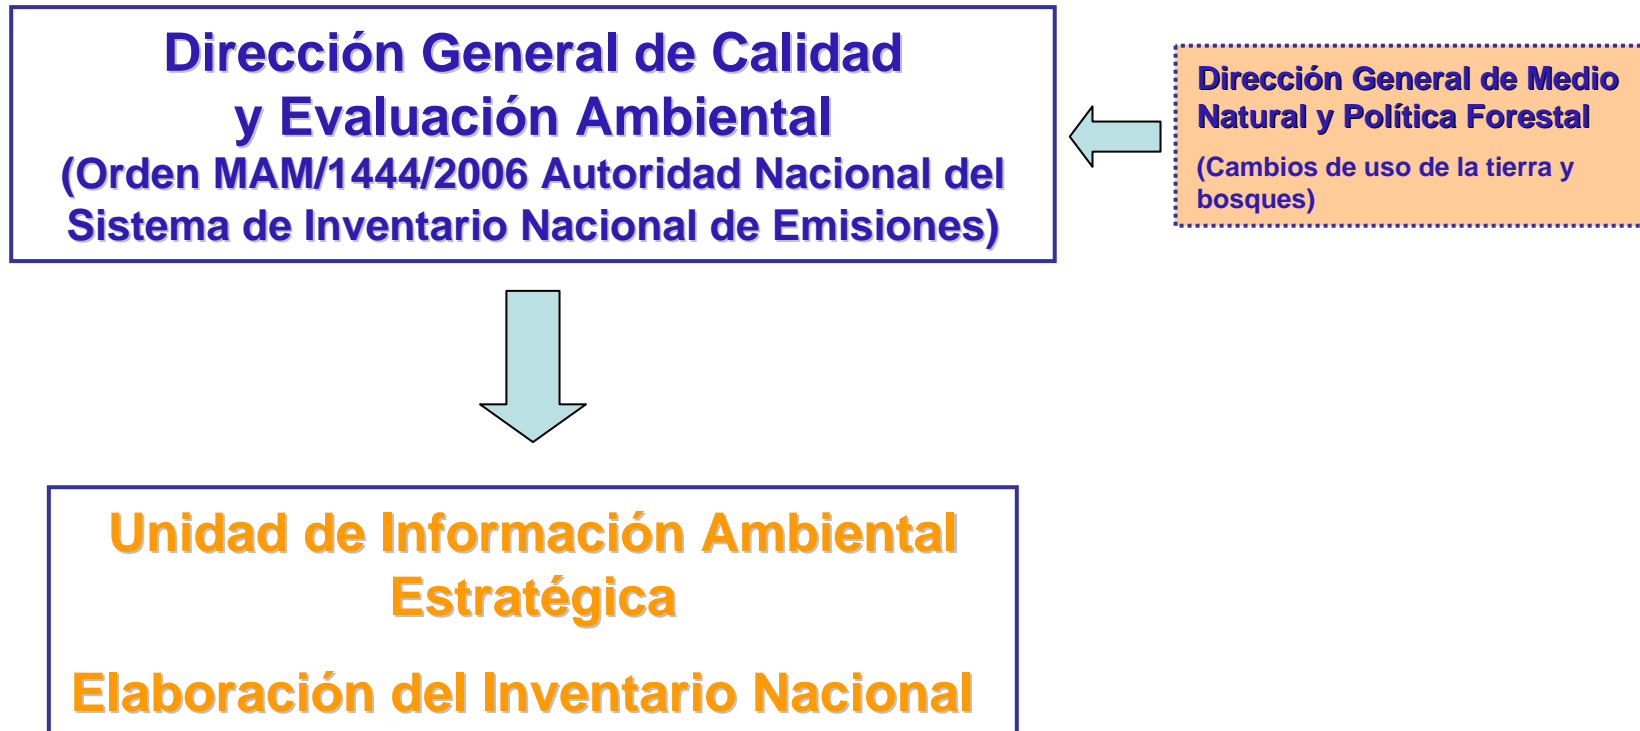 Dirección General de Calidad
y Evaluación Ambiental
(Orden MAM/1444/2006 Autoridad Nacional del
Sistema de Inventario Nacional de Emisiones)
Dirección General de Medio
Natural y Política Forestal
(Cambios de uso de la tierra y
bosques)
Unidad de Información Ambiental
Estratégica
Elaboración del Inventario Nacional